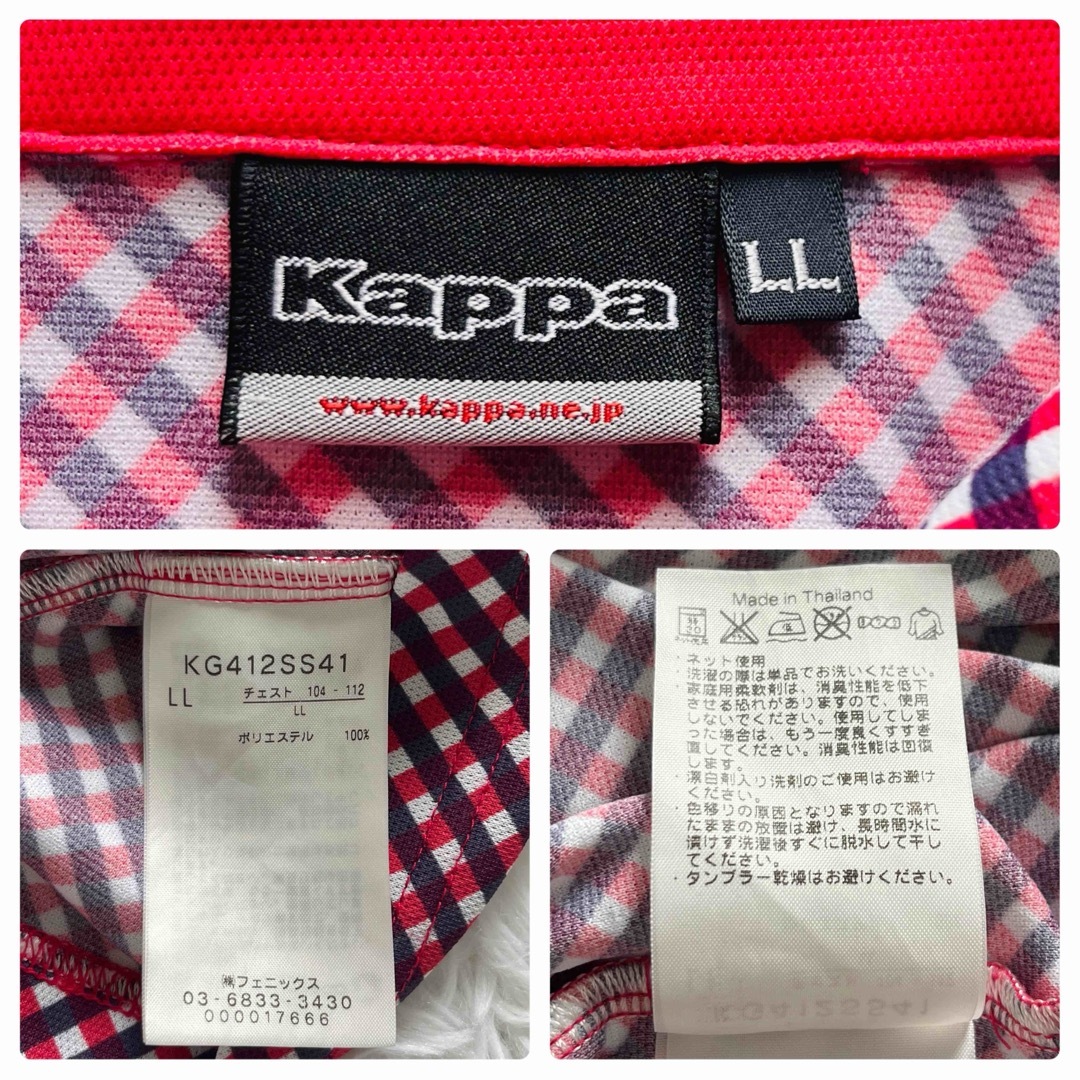 Kappa
LL
www.kappa.ne.jp
KG412SS41
LL チェスト 104 - 112
LL
ポリエステル 100%
㈱フェニックス
03-6833-3430
000017666
Made in Thailand
・ネット使用
・洗濯の際は単品でお洗いください。
・家庭用柔軟剤は、消臭性能を低下
させる恐れがありますので、使用
しないでください。使用してしま
った場合は、もう一度良くすすぎ
直してください。消臭性能は回復
します。
・漂白剤入り洗剤のご使用はお避け
ください。
・色移りの原因となりますので濡れ
たままの放置は避け、長時間水に
漬けず洗濯後すぐに脱水して干し
てください。
・タンブラー乾燥はお避けください。
KG412SS41